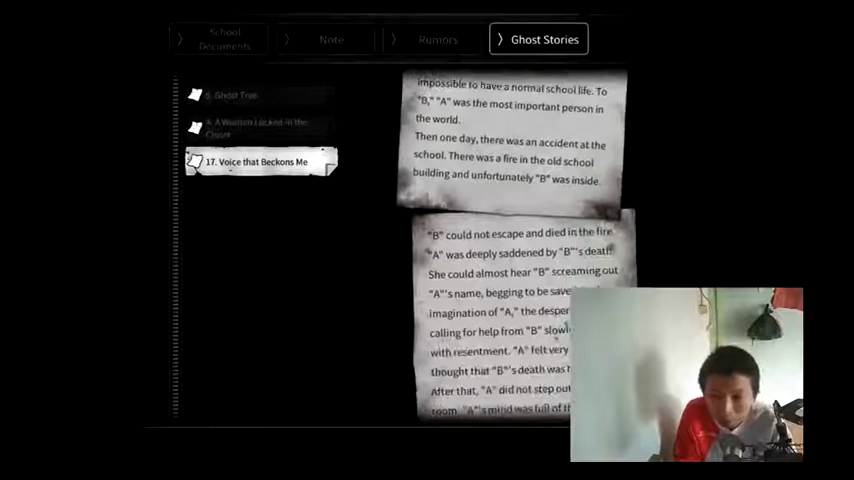 School
Documents
Note
Rumors
Ghost Stories
5. Ghost Tree
4. A Woman Locked in the
Closet
17. Voice that Beckons Me
impossible to have a normal school life. To
"B," "A" was the most important person in
the world.
Then one day, there was an accident at the
school. There was a fire in the old school
building and unfortunately "B" was inside.
"B" could not escape and died in the fire.
"A" was deeply saddened by "B"'s death.
She could almost hear "B" screaming out
"A"'s name, begging to be
imagination of "A," the
calling for help from "B"
with resentment. "A" felt very
thought that "B"'s death was
After that, "A" did not step out
room. "A"'s mind was full of